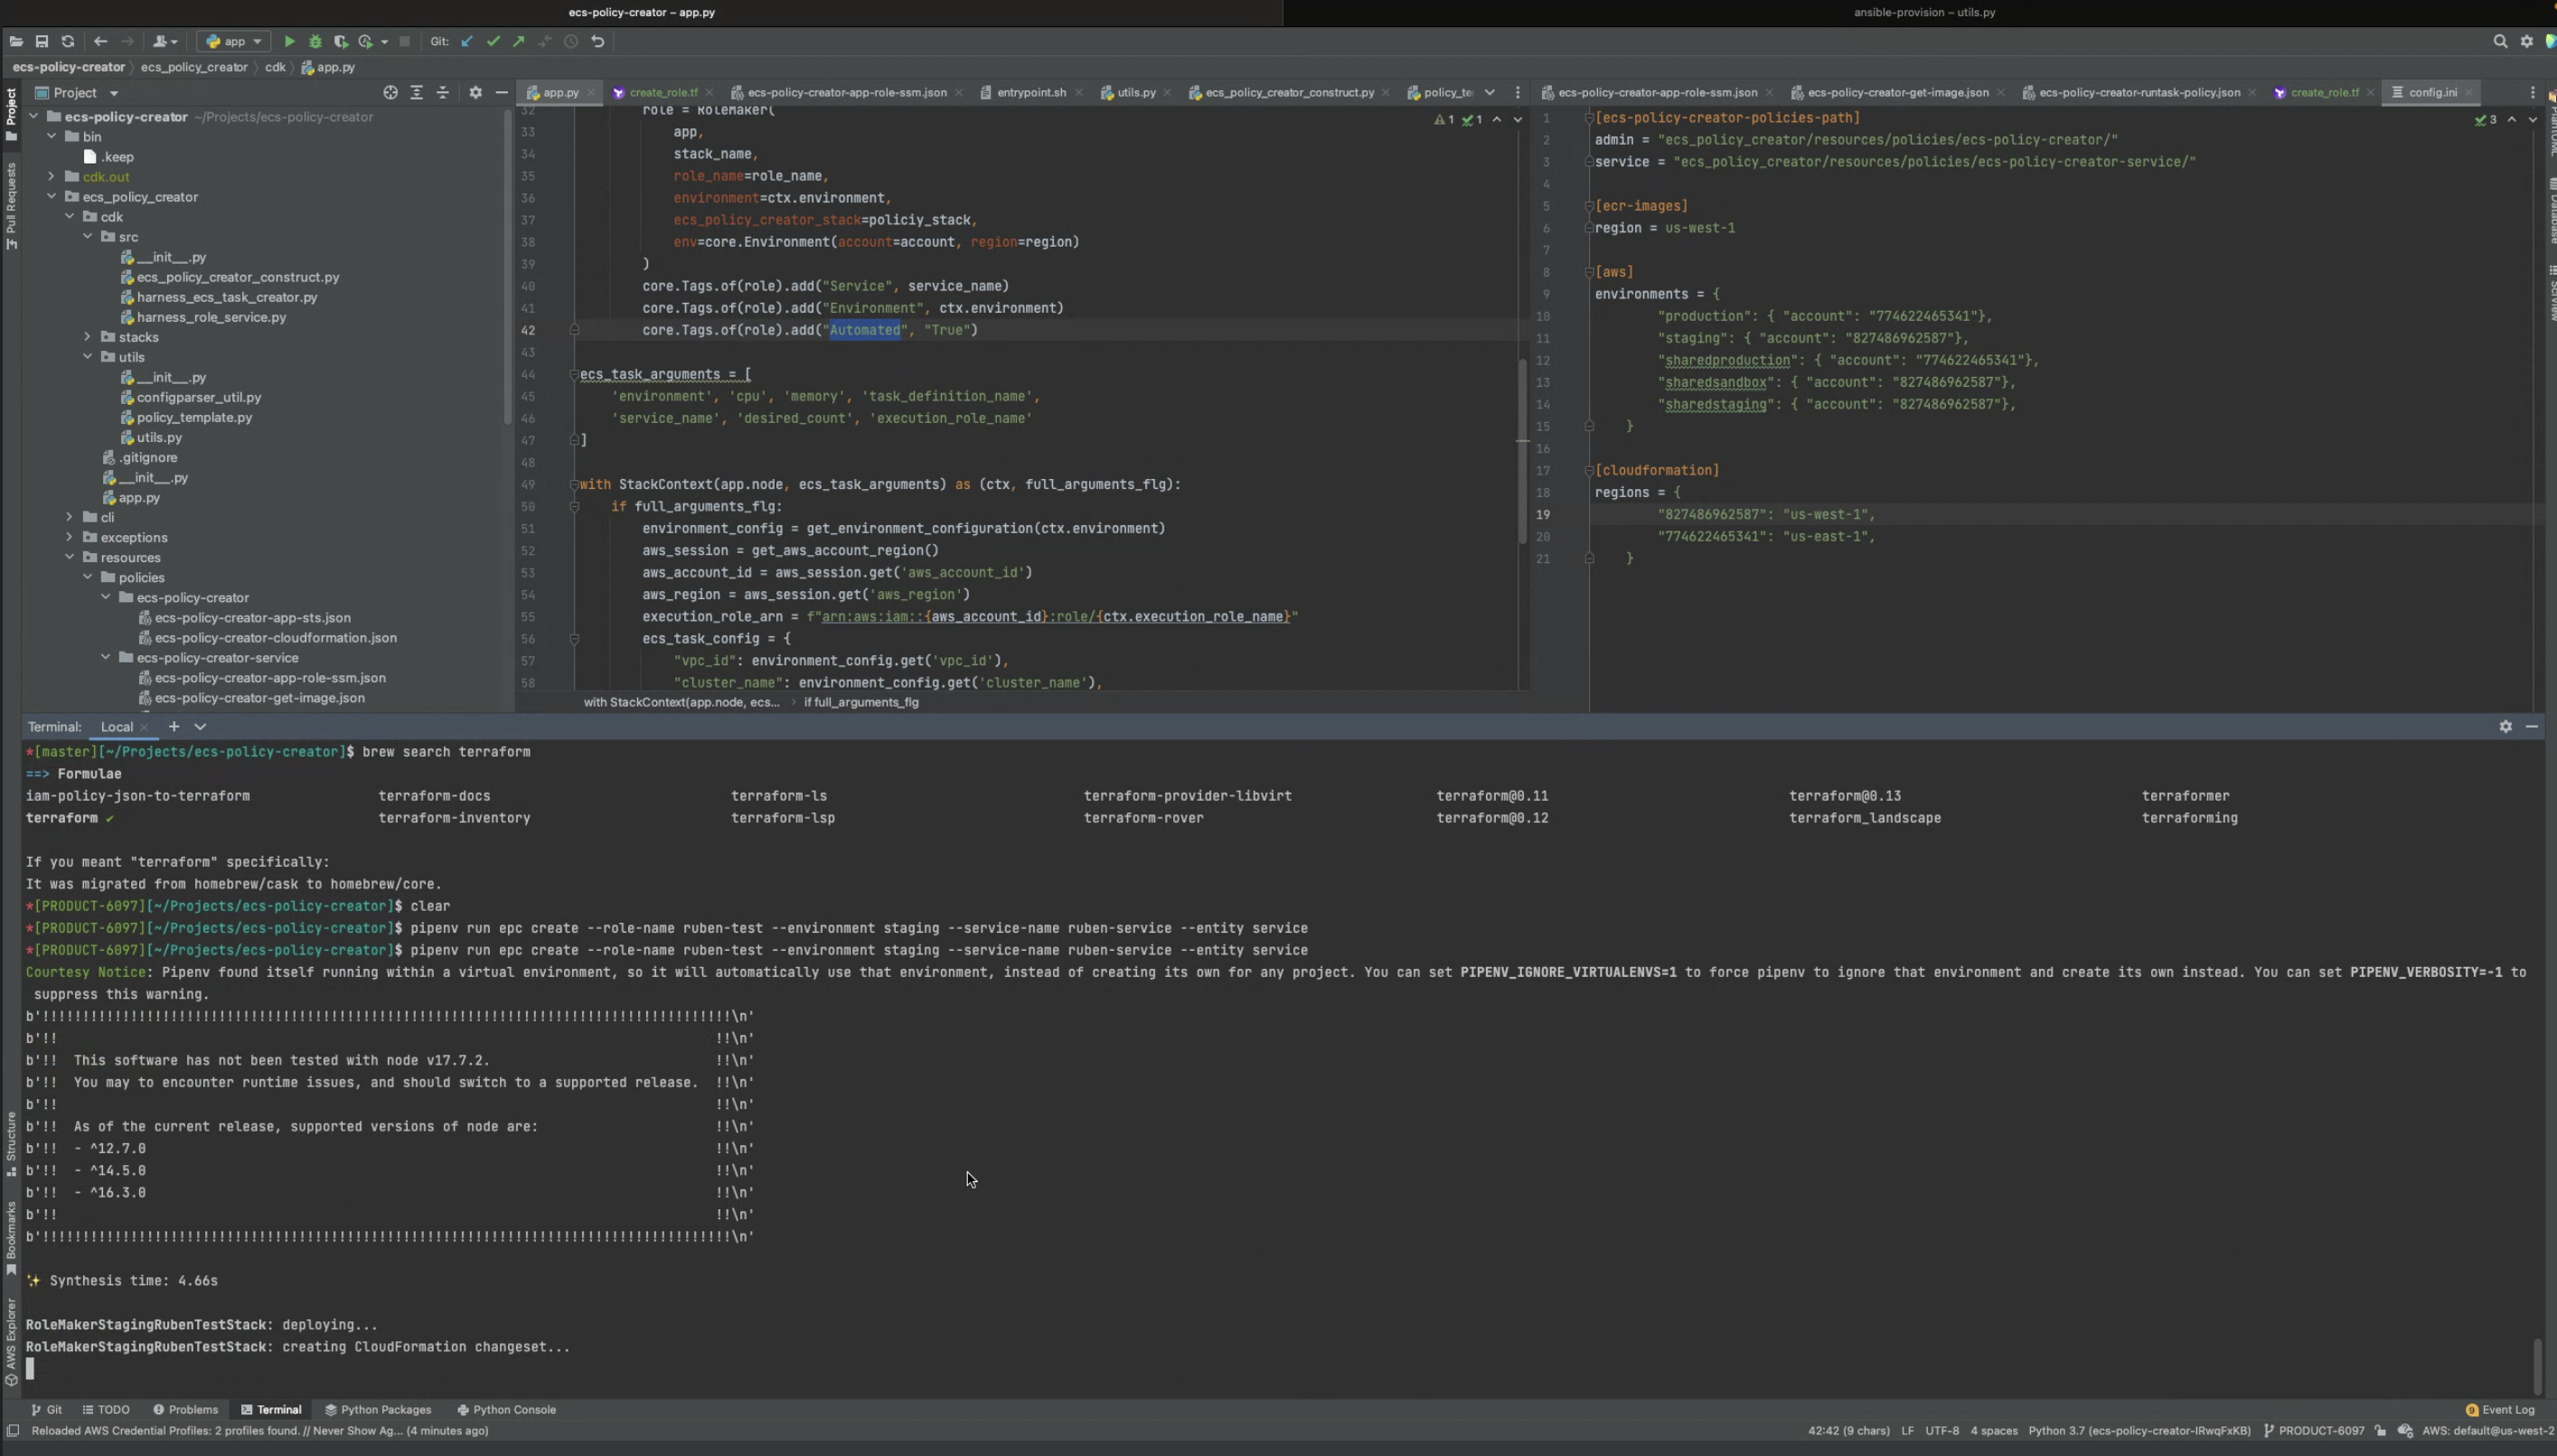 ecs-policy-creator – app.py
ansible-provision – utils.py
app
Git:
ecs-policy-creator ecs_policy_creator cdk app.py
Project
Pull Requests
Structure
Bookmarks
AWS Explorer
Database
Project
ecs-policy-creator ~/Projects/ecs-policy-creator
bin
.keep
cdk.out
ecs_policy_creator
cdk
src
__init__.py
ecs_policy_creator_construct.py
harness_ecs_task_creator.py
harness_role_service.py
stacks
utils
__init__.py
configparser_util.py
policy_template.py
utils.py
.gitignore
__init__.py
app.py
cli
exceptions
resources
policies
ecs-policy-creator
ecs-policy-creator-app-sts.json
ecs-policy-creator-cloudformation.json
ecs-policy-creator-service
ecs-policy-creator-app-role-ssm.json
ecs-policy-creator-get-image.json
app.py create_role.tf ecs-policy-creator-app-role-ssm.json entrypoint.sh utils.py ecs_policy_creator_construct.py policy_te
1 1
32 role = RoleMaker(
33 app,
34 stack_name,
35 role_name=role_name,
36 environment=ctx.environment,
37 ecs_policy_creator_stack=policiy_stack,
38 env=core.Environment(account=account, region=region)
39 )
40 core.Tags.of(role).add("Service", service_name)
41 core.Tags.of(role).add("Environment", ctx.environment)
42 core.Tags.of(role).add("Automated", "True")
43
44 ecs_task_arguments = [
45 'environment', 'cpu', 'memory', 'task_definition_name',
46 'service_name', 'desired_count', 'execution_role_name'
47 ]
48
49 with StackContext(app.node, ecs_task_arguments) as (ctx, full_arguments_flg):
50 if full_arguments_flg:
51 environment_config = get_environment_configuration(ctx.environment)
52 aws_session = get_aws_account_region()
53 aws_account_id = aws_session.get('aws_account_id')
54 aws_region = aws_session.get('aws_region')
55 execution_role_arn = f"arn:aws:iam::{aws_account_id}:role/{ctx.execution_role_name}"
56 ecs_task_config = {
57 "vpc_id": environment_config.get('vpc_id'),
58 "cluster_name": environment_config.get('cluster_name'),
with StackContext(app.node, ecs... if full_arguments_flg
ecs-policy-creator-app-role-ssm.json ecs-policy-creator-get-image.json ecs-policy-creator-runtask-policy.json create_role.tf config.ini
3
1 [ecs-policy-creator-policies-path]
2 admin = "ecs_policy_creator/resources/policies/ecs-policy-creator/"
3 service = "ecs_policy_creator/resources/policies/ecs-policy-creator-service/"
4
5 [ecr-images]
6 region = us-west-1
7
8 [aws]
9 environments = {
10 "production": { "account": "774622465341"},
11 "staging": { "account": "827486962587"},
12 "sharedproduction": { "account": "774622465341"},
13 "sharedsandbox": { "account": "827486962587"},
14 "sharedstaging": { "account": "827486962587"},
15 }
16
17 [cloudformation]
18 regions = {
19 "827486962587": "us-west-1",
20 "774622465341": "us-east-1",
21 }
Terminal: Local
*[master][~/Projects/ecs-policy-creator]$ brew search terraform
==> Formulae
iam-policy-json-to-terraform terraform-docs terraform-ls terraform-provider-libvirt terraform@0.11 terraform@0.13 terraformer
terraform ✔ terraform-inventory terraform-lsp terraform-rover terraform@0.12 terraform_landscape terraforming
If you meant "terraform" specifically:
It was migrated from homebrew/cask to homebrew/core.
*[PRODUCT-6097][~/Projects/ecs-policy-creator]$ clear
*[PRODUCT-6097][~/Projects/ecs-policy-creator]$ pipenv run epc create --role-name ruben-test --environment staging --service-name ruben-service --entity service
*[PRODUCT-6097][~/Projects/ecs-policy-creator]$ pipenv run epc create --role-name ruben-test --environment staging --service-name ruben-service --entity service
Courtesy Notice: Pipenv found itself running within a virtual environment, so it will automatically use that environment, instead of creating its own for any project. You can set PIPENV_IGNORE_VIRTUALENVS=1 to force pipenv to ignore that environment and create its own instead. You can set PIPENV_VERBOSITY=-1 to
suppress this warning.
b'!!!!!!!!!!!!!!!!!!!!!!!!!!!!!!!!!!!!!!!!!!!!!!!!!!!!!!!!!!!!!!!!!!!!!!!!!!!!!!!!!!!!!!\n'
b'!! !!\n'
b'!! This software has not been tested with node v17.7.2. !!\n'
b'!! You may to encounter runtime issues, and should switch to a supported release. !!\n'
b'!! !!\n'
b'!! As of the current release, supported versions of node are: !!\n'
b'!! - ^12.7.0 !!\n'
b'!! - ^14.5.0 !!\n'
b'!! - ^16.3.0 !!\n'
b'!! !!\n'
b'!!!!!!!!!!!!!!!!!!!!!!!!!!!!!!!!!!!!!!!!!!!!!!!!!!!!!!!!!!!!!!!!!!!!!!!!!!!!!!!!!!!!!!\n'
✨ Synthesis time: 4.66s
RoleMakerStagingRubenTestStack: deploying...
RoleMakerStagingRubenTestStack: creating CloudFormation changeset...
Git TODO Problems Terminal Python Packages Python Console
9 Event Log
Reloaded AWS Credential Profiles: 2 profiles found. // Never Show Ag... (4 minutes ago)
42:42 (9 chars) LF UTF-8 4 spaces Python 3.7 (ecs-policy-creator-IRwqFxKB) PRODUCT-6097 AWS: default@us-west-2